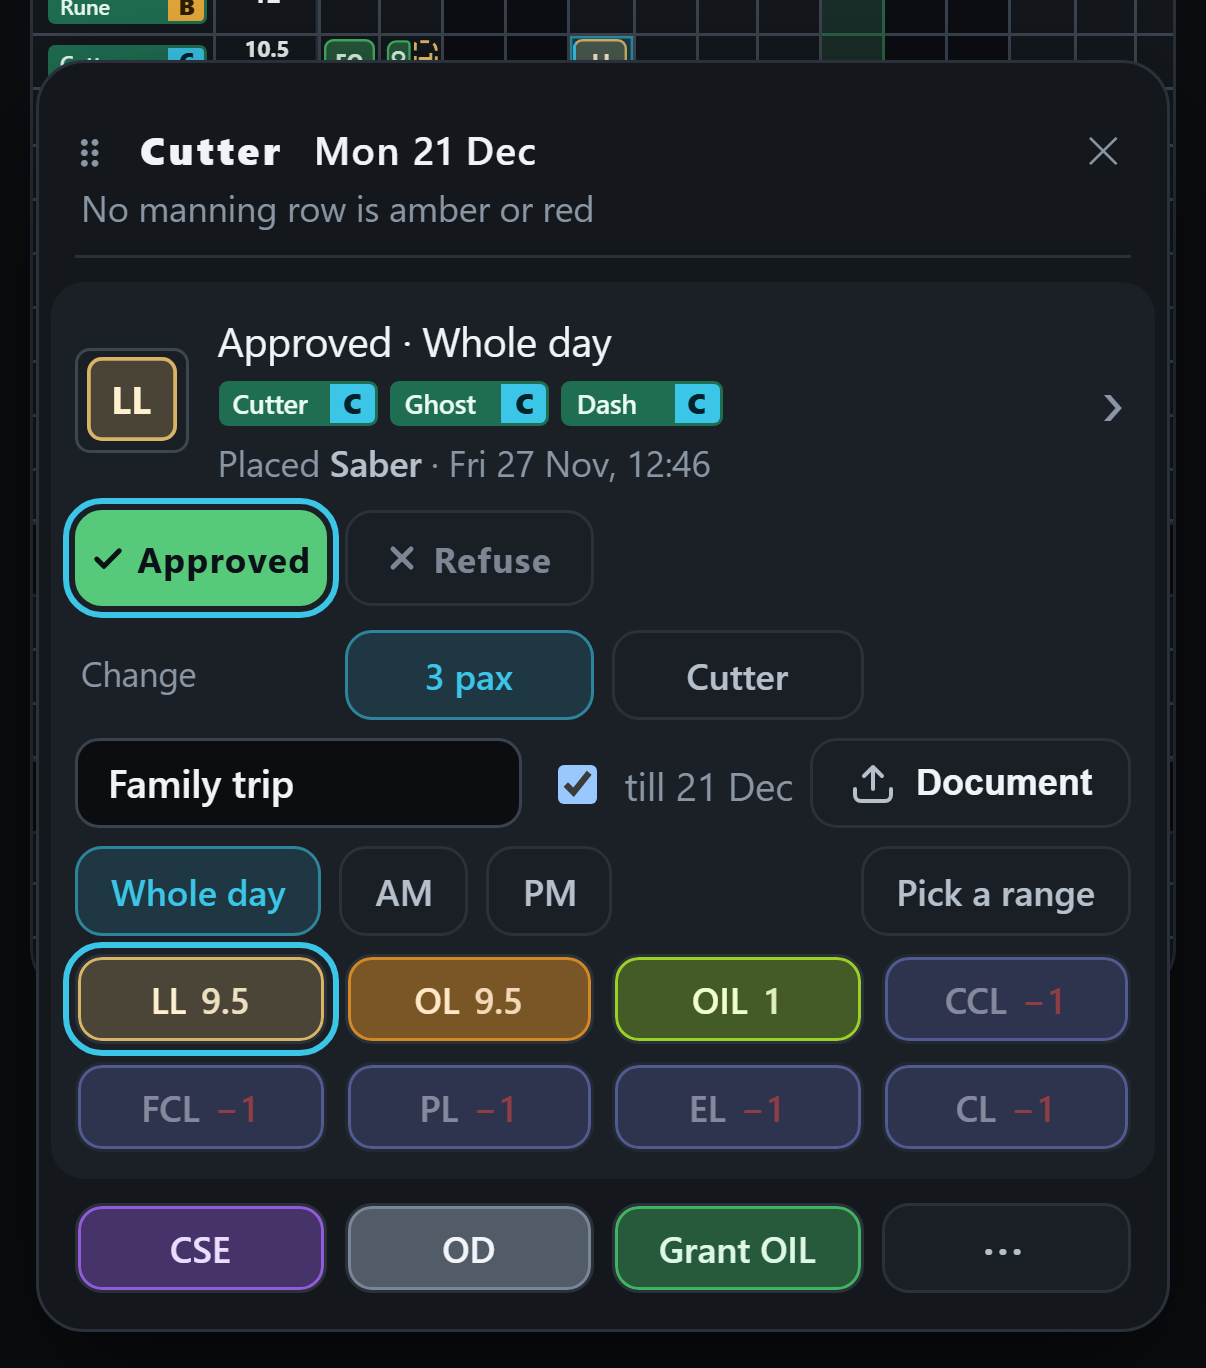 Rune B
10.5
Cutter Mon 21 Dec
No manning row is amber or red
LL
Approved · Whole day
Cutter C Ghost C Dash C
Placed Saber · Fri 27 Nov, 12:46
Approved Refuse
Change 3 pax Cutter
Family trip till 21 Dec Document
Whole day AM PM Pick a range
LL 9.5 OL 9.5 OIL 1 CCL −1
FCL −1 PL −1 EL −1 CL −1
CSE OD Grant OIL ...